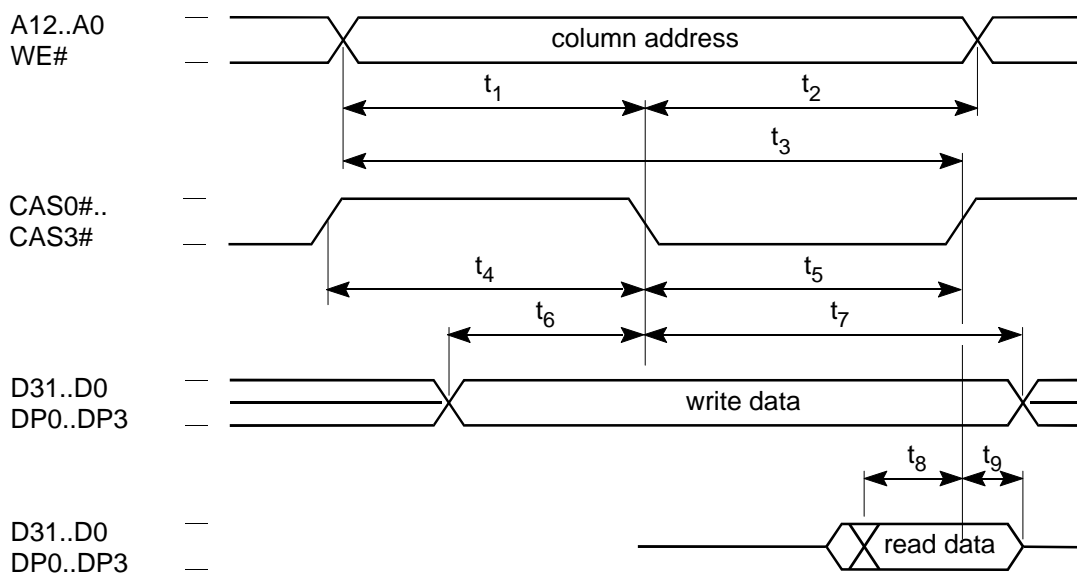 A12..A0
WE#
column address
t1
t2
t3
CAS0#..
CAS3#
t4
t5
t6
t7
D31..D0
DP0..DP3
write data
t8
t9
D31..D0
DP0..DP3
read data